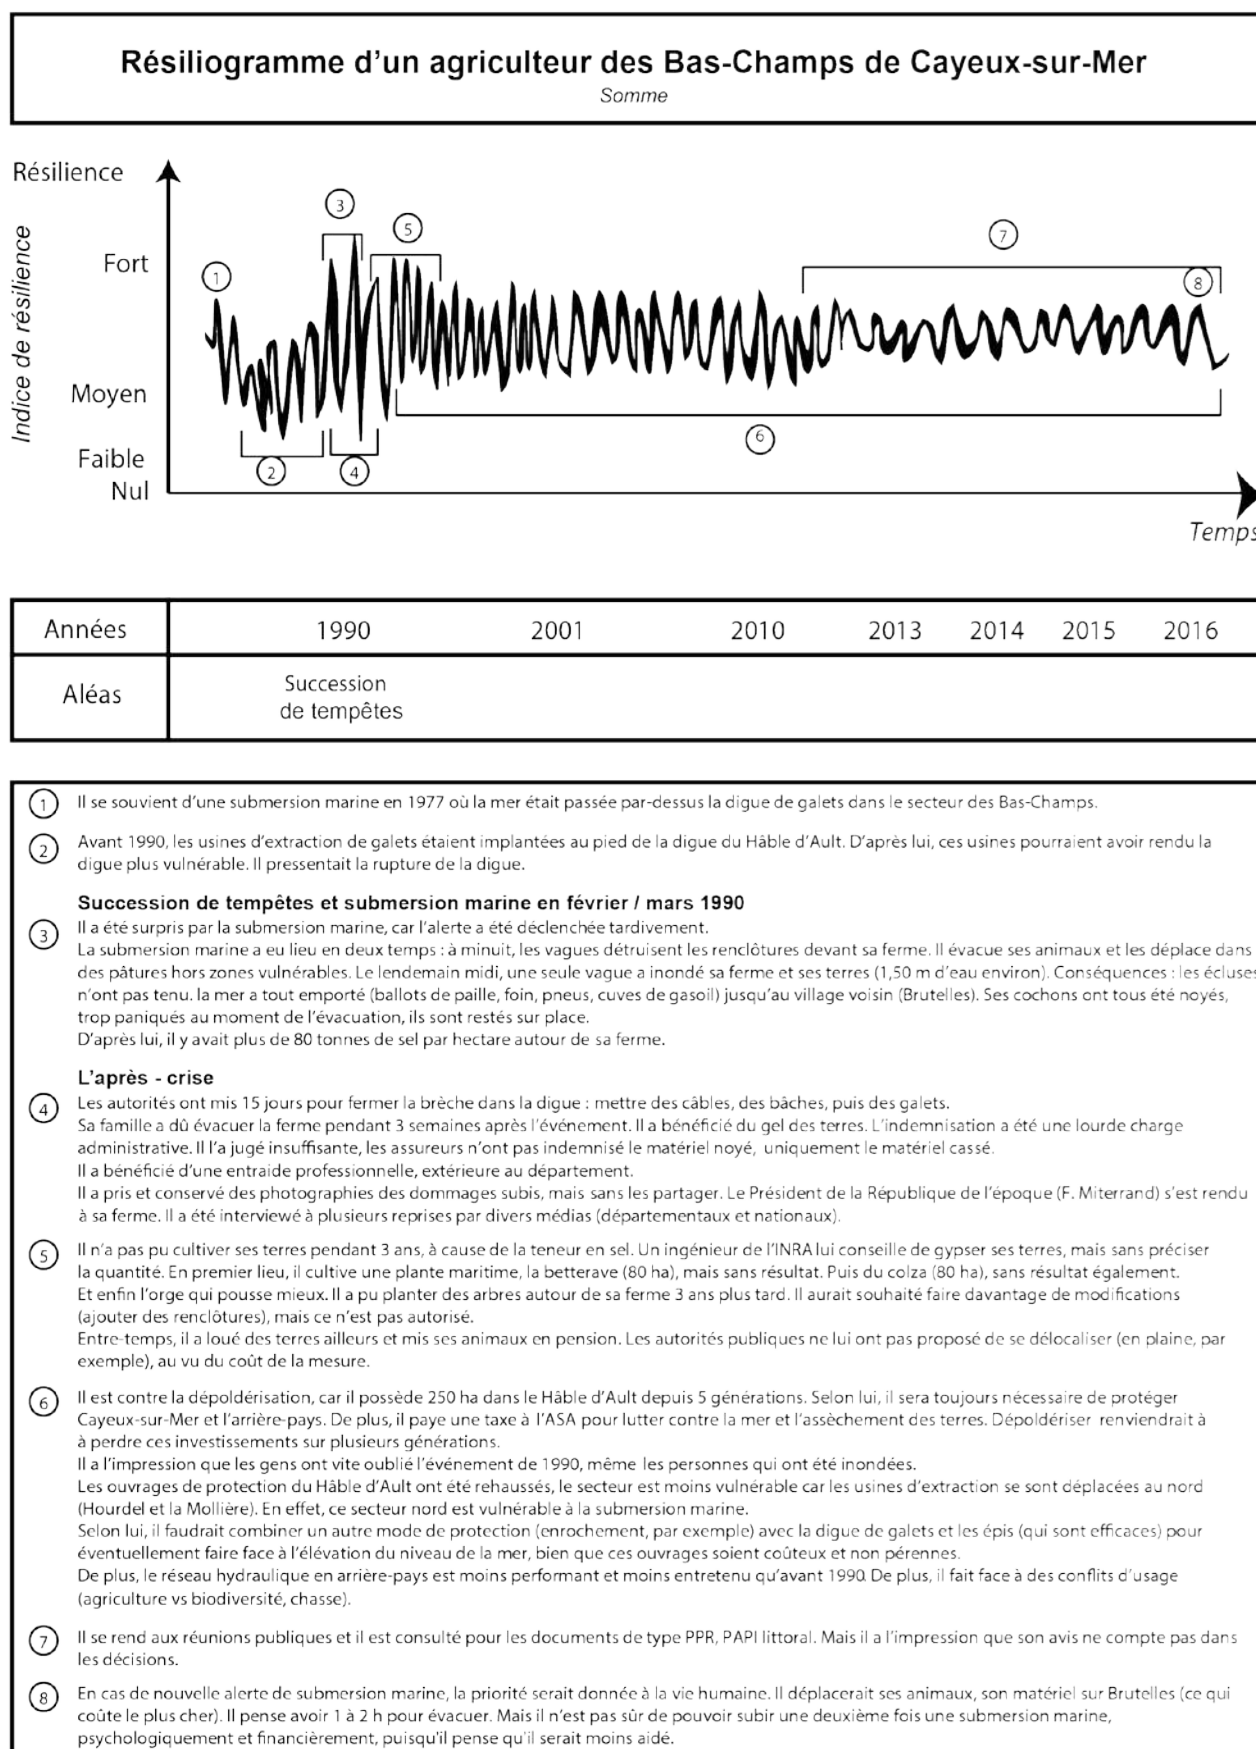 Résiliogramme d'un agriculteur des Bas-Champs de Cayeux-sur-Mer
Somme
Résilience
Indice de résilience
Fort
Moyen
Faible
Nul
1
2
3
4
5
6
7
8
Temps
Années 1990 2001 2010 2013 2014 2015 2016
Aléas Succession
de tempêtes
1 Il se souvient d'une submersion marine en 1977 où la mer était passée par-dessus la digue de galets dans le secteur des Bas-Champs.
2 Avant 1990, les usines d'extraction de galets étaient implantées au pied de la digue du Hâble d'Ault. D'après lui, ces usines pourraient avoir rendu la
digue plus vulnérable. Il pressentait la rupture de la digue.
Succession de tempêtes et submersion marine en février / mars 1990
3 Il a été surpris par la submersion marine, car l'alerte a été déclenchée tardivement.
La submersion marine a eu lieu en deux temps : à minuit, les vagues détruisent les renclôtures devant sa ferme. Il évacue ses animaux et les déplace dans
des pâtures hors zones vulnérables. Le lendemain midi, une seule vague a inondé sa ferme et ses terres (1,50 m d'eau environ). Conséquences : les écluses
n'ont pas tenu. la mer a tout emporté (ballots de paille, foin, pneus, cuves de gasoil) jusqu'au village voisin (Brutelles). Ses cochons ont tous été noyés,
trop paniqués au moment de l'évacuation, ils sont restés sur place.
D'après lui, il y avait plus de 80 tonnes de sel par hectare autour de sa ferme.
L'après - crise
4 Les autorités ont mis 15 jours pour fermer la brèche dans la digue : mettre des câbles, des bâches, puis des galets.
Sa famille a dû évacuer la ferme pendant 3 semaines après l'événement. Il a bénéficié du gel des terres. L'indemnisation a été une lourde charge
administrative. Il l'a jugé insuffisante, les assureurs n'ont pas indemnisé le matériel noyé, uniquement le matériel cassé.
Il a bénéficié d'une entraide professionnelle, extérieure au département.
Il a pris et conservé des photographies des dommages subis, mais sans les partager. Le Président de la République de l'époque (F. Miterrand) s'est rendu
à sa ferme. Il a été interviewé à plusieurs reprises par divers médias (départementaux et nationaux).
5 Il n'a pas pu cultiver ses terres pendant 3 ans, à cause de la teneur en sel. Un ingénieur de l'INRA lui conseille de gypser ses terres, mais sans préciser
la quantité. En premier lieu, il cultive une plante maritime, la betterave (80 ha), mais sans résultat. Puis du colza (80 ha), sans résultat également.
Et enfin l'orge qui pousse mieux. Il a pu planter des arbres autour de sa ferme 3 ans plus tard. Il aurait souhaité faire davantage de modifications
(ajouter des renclôtures), mais ce n'est pas autorisé.
Entre-temps, il a loué des terres ailleurs et mis ses animaux en pension. Les autorités publiques ne lui ont pas proposé de se délocaliser (en plaine, par
exemple), au vu du coût de la mesure.
6 Il est contre la dépoldérisation, car il possède 250 ha dans le Hâble d'Ault depuis 5 générations. Selon lui, il sera toujours nécessaire de protéger
Cayeux-sur-Mer et l'arrière-pays. De plus, il paye une taxe à l'ASA pour lutter contre la mer et l'assèchement des terres. Dépoldériser renviendrait à
à perdre ces investissements sur plusieurs générations.
Il a l'impression que les gens ont vite oublié l'événement de 1990, même les personnes qui ont été inondées.
Les ouvrages de protection du Hâble d'Ault ont été rehaussés, le secteur est moins vulnérable car les usines d'extraction se sont déplacées au nord
(Hourdel et la Mollière). En effet, ce secteur nord est vulnérable à la submersion marine.
Selon lui, il faudrait combiner un autre mode de protection (enrochement, par exemple) avec la digue de galets et les épis (qui sont efficaces) pour
éventuellement faire face à l'élévation du niveau de la mer, bien que ces ouvrages soient coûteux et non pérennes.
De plus, le réseau hydraulique en arrière-pays est moins performant et moins entretenu qu'avant 1990. De plus, il fait face à des conflits d'usage
(agriculture vs biodiversité, chasse).
7 Il se rend aux réunions publiques et il est consulté pour les documents de type PPR, PAPI littoral. Mais il a l'impression que son avis ne compte pas dans
les décisions.
8 En cas de nouvelle alerte de submersion marine, la priorité serait donnée à la vie humaine. Il déplacerait ses animaux, son matériel sur Brutelles (ce qui
coûte le plus cher). Il pense avoir 1 à 2 h pour évacuer. Mais il n'est pas sûr de pouvoir subir une deuxième fois une submersion marine,
psychologiquement et financièrement, puisqu'il pense qu'il serait moins aidé.